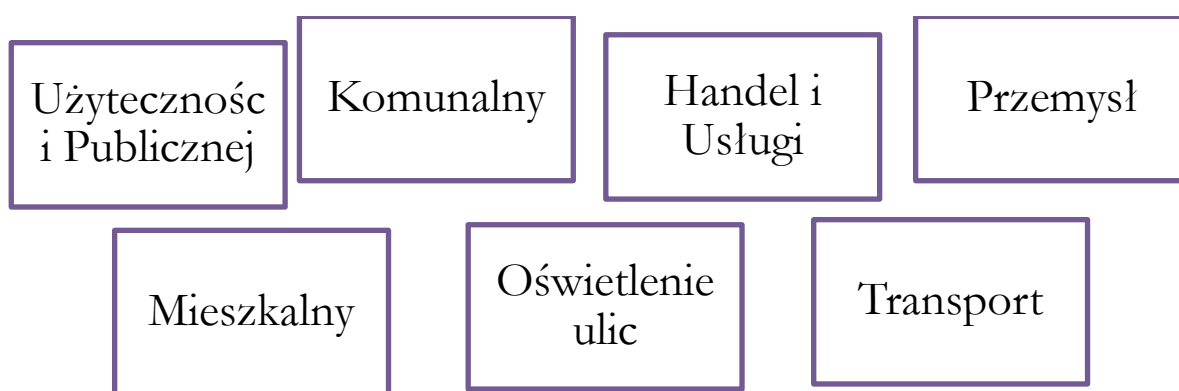 Użytecznośc
i Publicznej
Komunalny
Handel i
Usługi
Przemysł
Mieszkalny
Oświetlenie
ulic
Transport